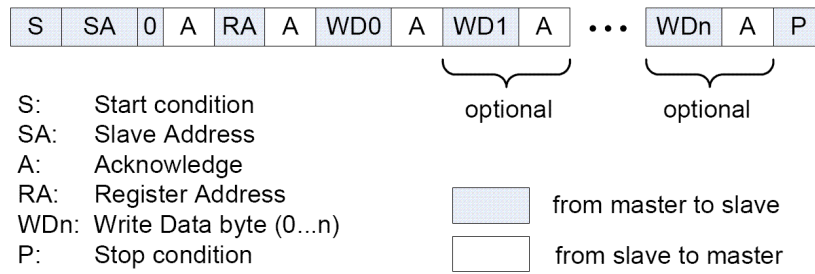 S SA 0 A RA A WD0 A WD1 A ••• WDn A P
optional optional
S: Start condition
SA: Slave Address
A: Acknowledge
RA: Register Address
WDn: Write Data byte (0...n)
P: Stop condition
from master to slave
from slave to master